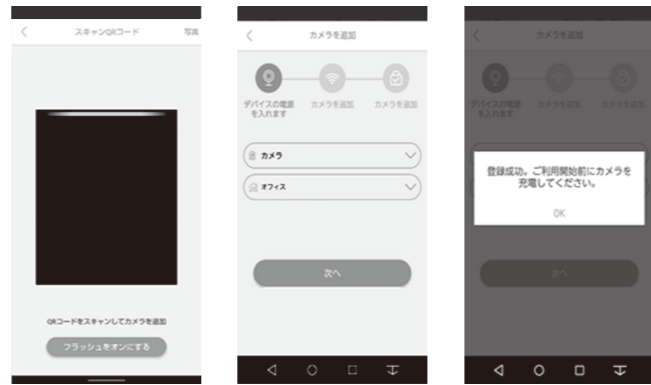 スキャンQRコード
写真
QRコードをスキャンしてカメラを追加
フラッシュをオンにする
カメラを追加
デバイスの電源
を入れます
カメラを追加
カメラを追加
カメラ
オフィス
次へ
カメラを追加
デバイスの電源
を入れます
カメラを追加
カメラを追加
登録成功。ご利用開始前にカメラを
充電してください。
OK
次へ